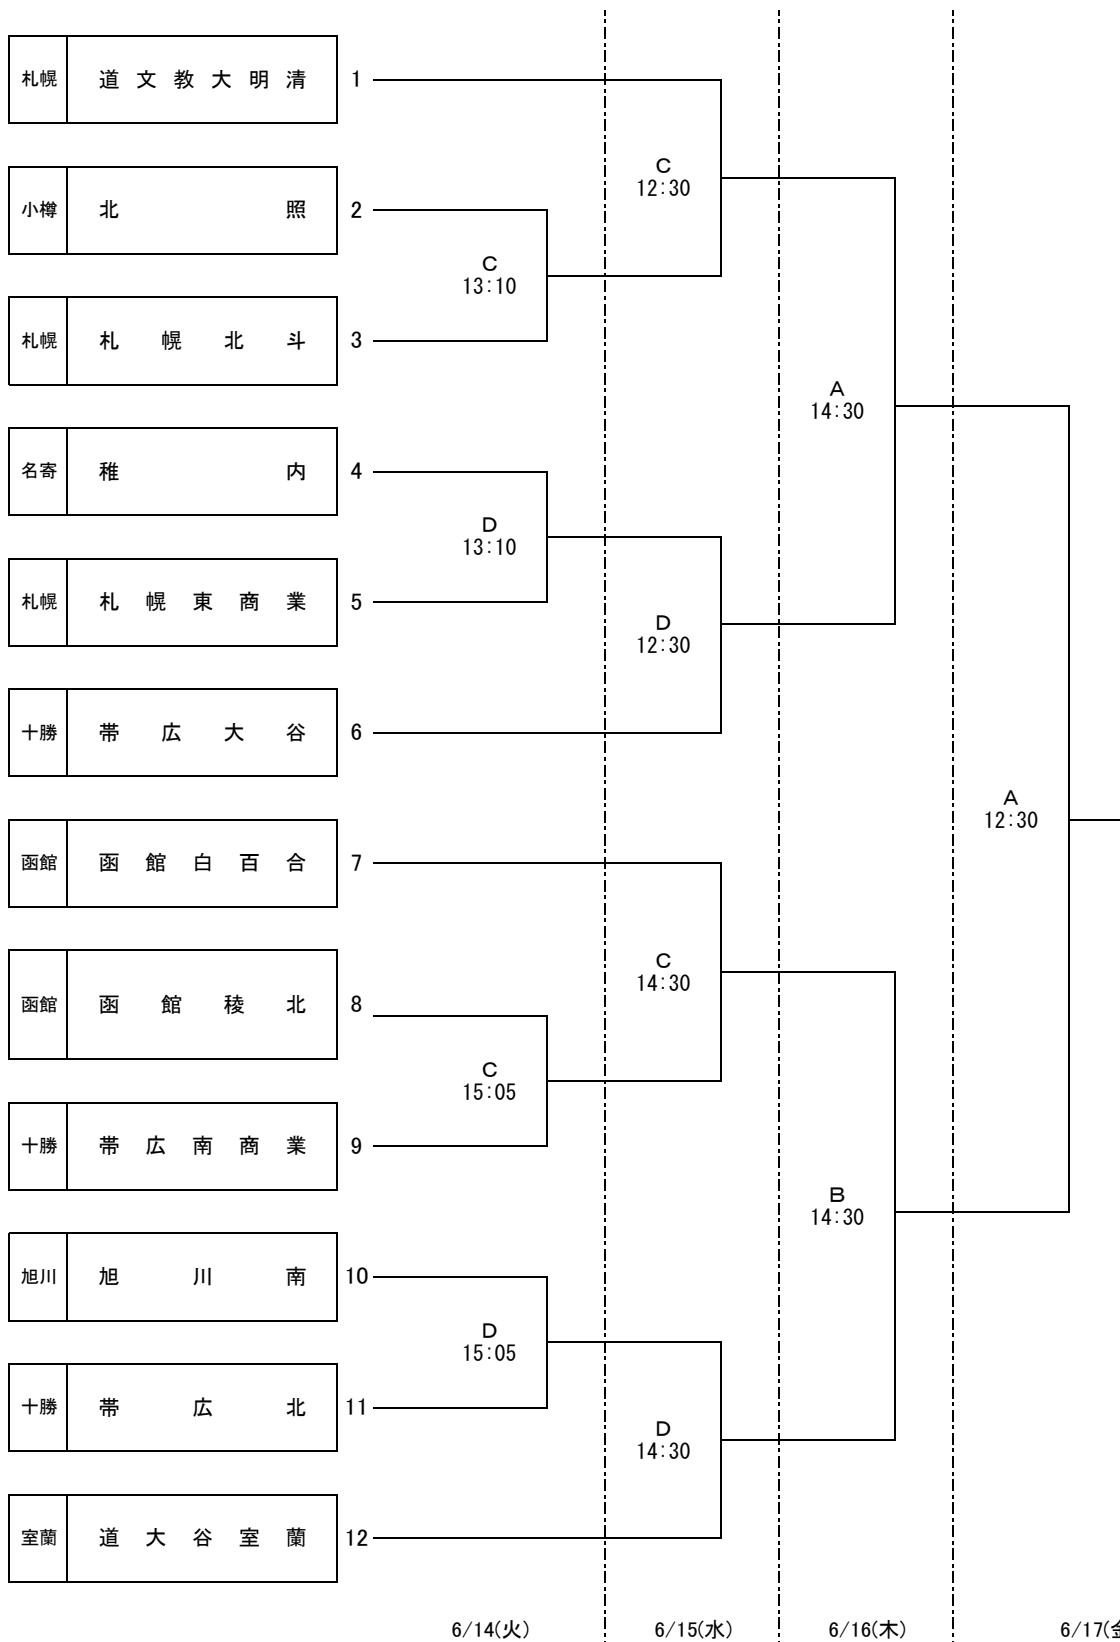 札幌 道文教大明清 1
C
12:30
小樽 北照 2
C
13:10
札幌 札幌北斗 3
A
14:30
名寄 稚内 4
D
13:10
札幌 札幌東商業 5
D
12:30
十勝 帯広大谷 6
A
12:30
函館 函館白百合 7
C
14:30
函館 函館稜北 8
C
15:05
十勝 帯広南商業 9
B
14:30
旭川 旭川南 10
D
15:05
十勝 帯広北 11
D
14:30
室蘭 道大谷室蘭 12
6/14(火) 6/15(水) 6/16(木) 6/17(金